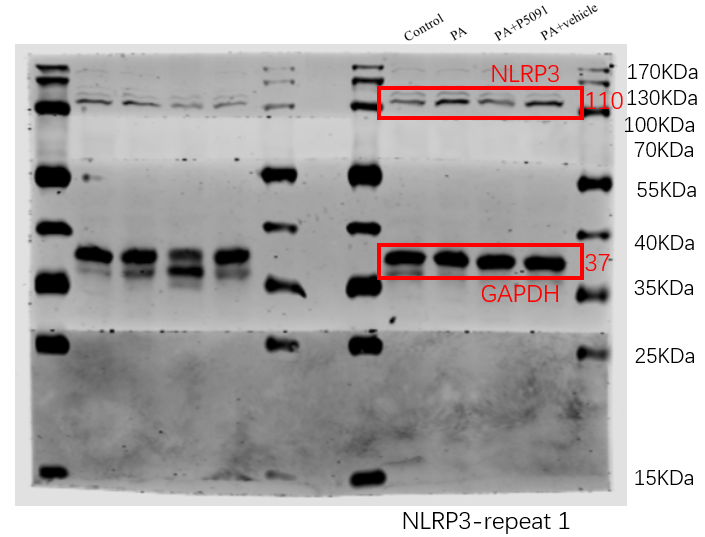 Control PA PA+P5091 PA+vehicle
NLRP3
170KDa
110 130KDa
100KDa
70KDa
55KDa
40KDa
37
GAPDH
35KDa
25KDa
15KDa
NLRP3-repeat 1